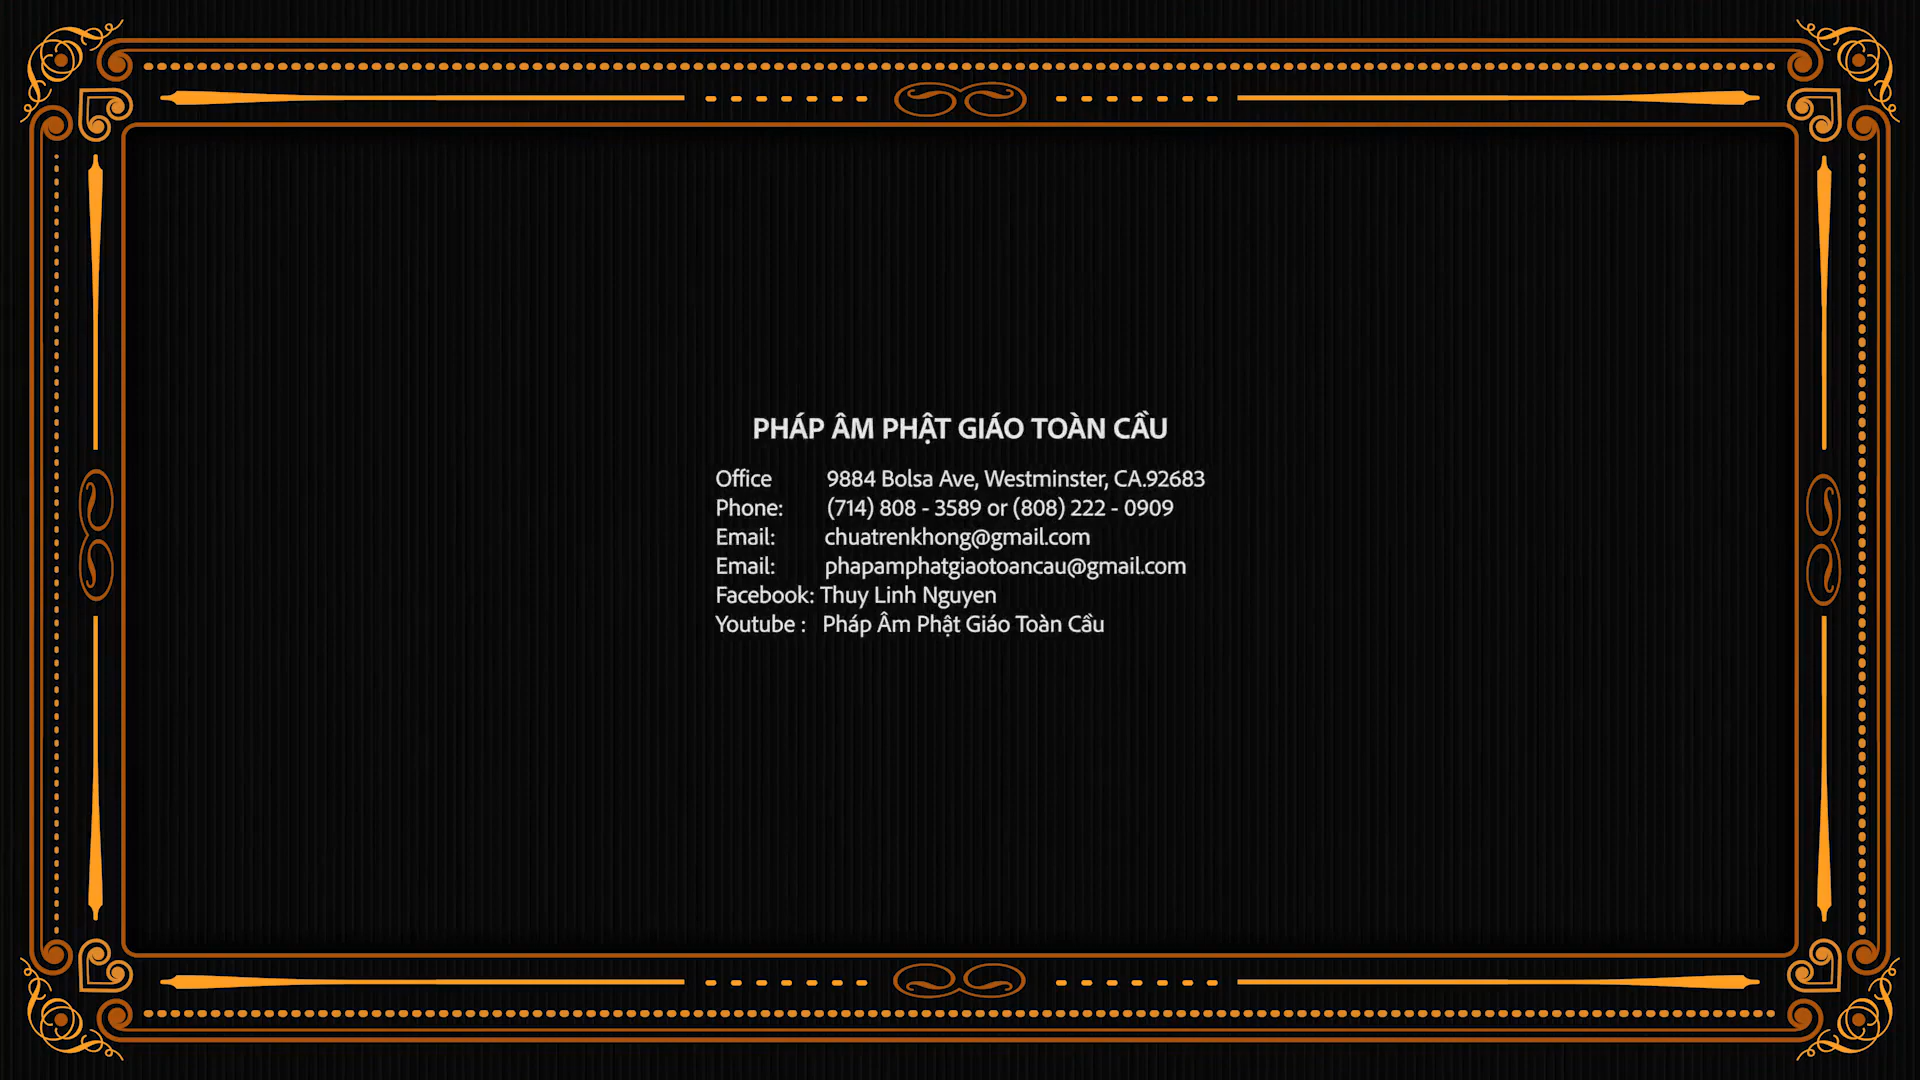 PHÁP ÂM PHẬT GIÁO TOÀN CẦU
Office 9884 Bolsa Ave, Westminster, CA.92683
Phone: (714) 808 - 3589 or (808) 222 - 0909
Email: chuatrenkhong@gmail.com
Email: phapamphatgiaotoancau@gmail.com
Facebook: Thuy Linh Nguyen
Youtube : Pháp Âm Phật Giáo Toàn Cầu